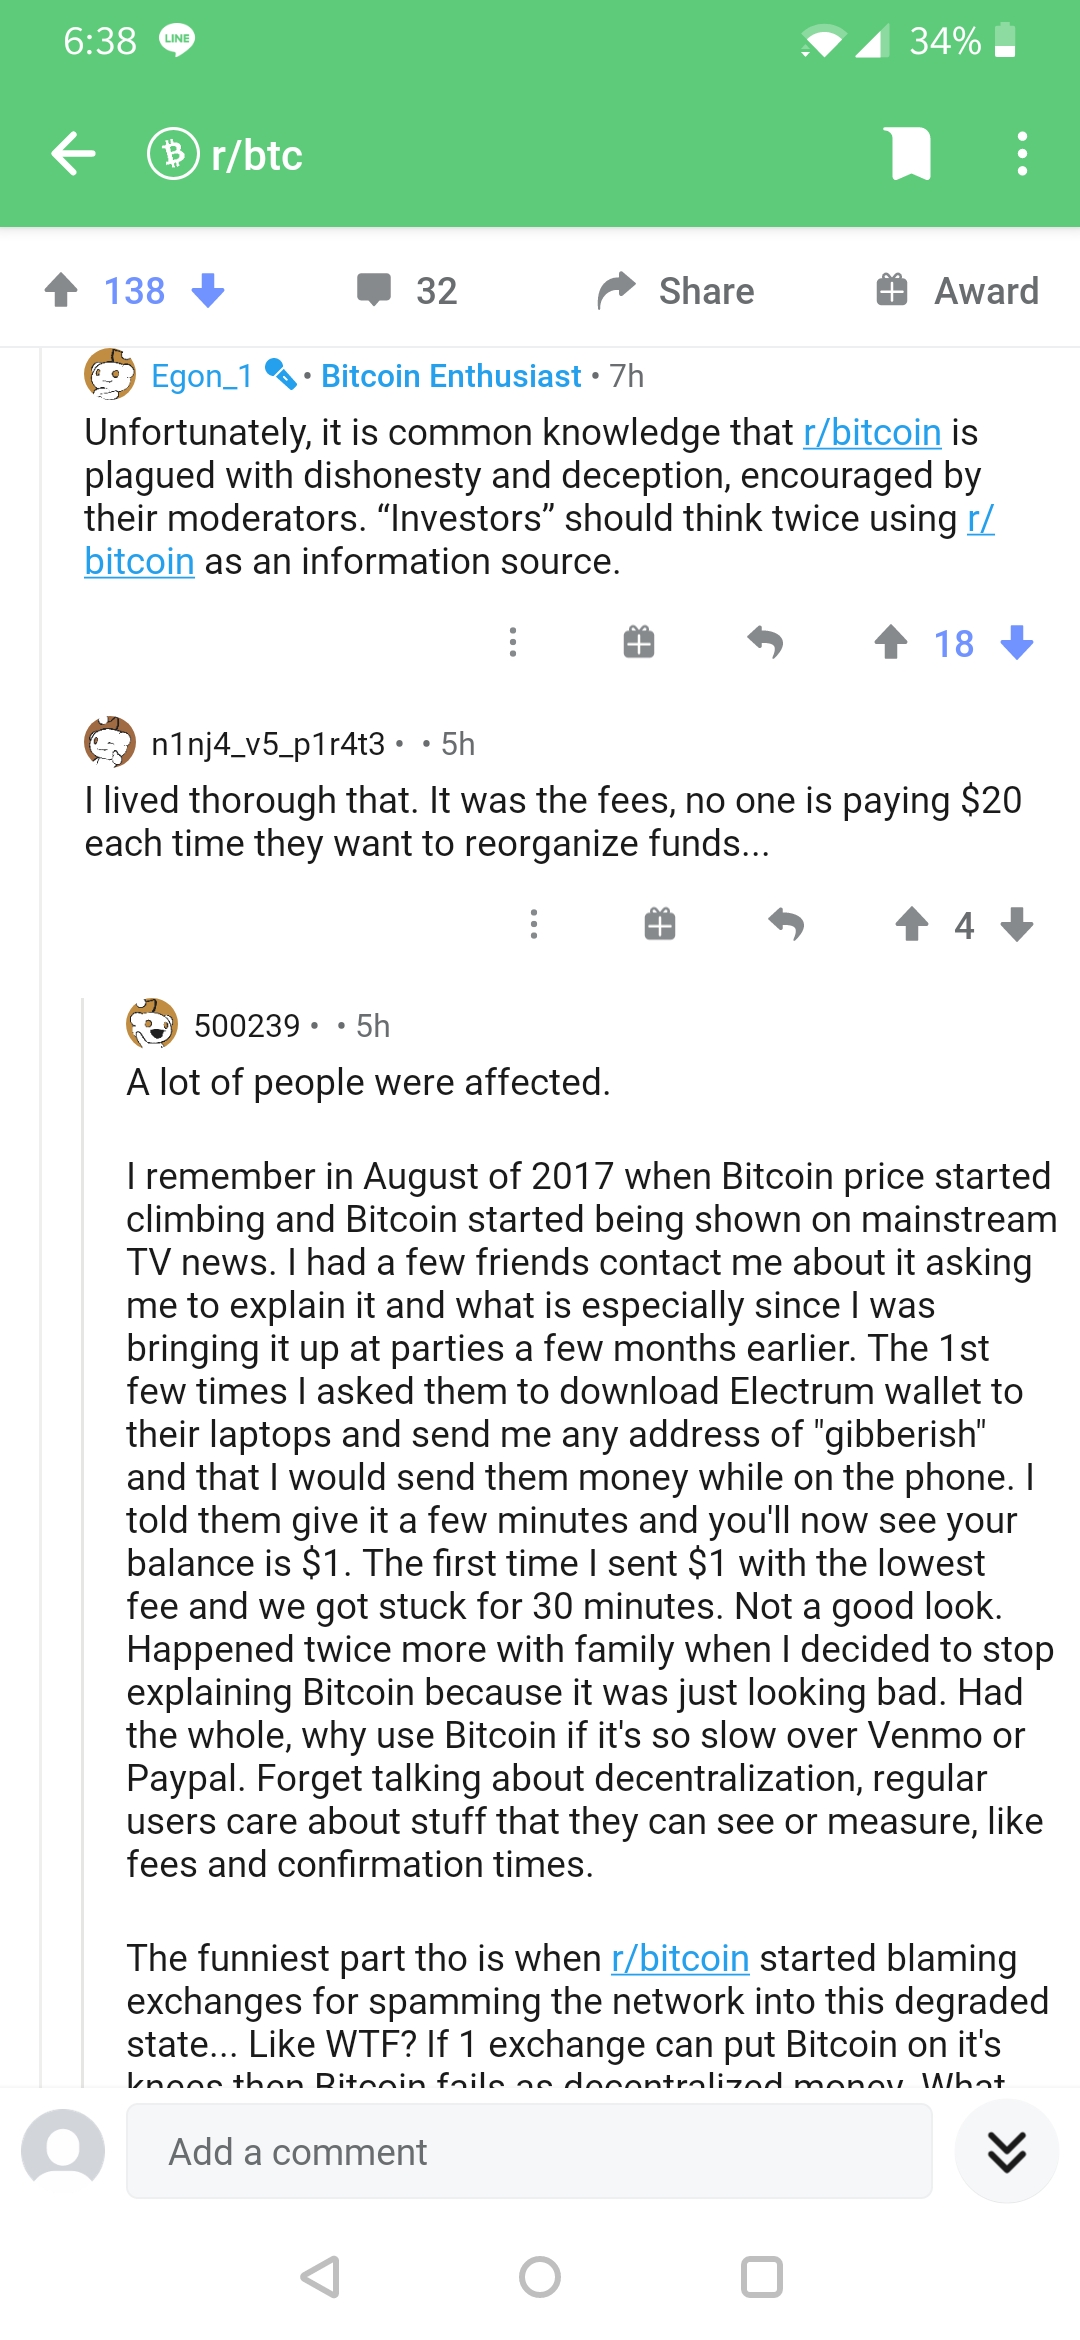 6:38 LINE 34%
r/btc
138 32 Share Award
Egon_1 • Bitcoin Enthusiast • 7h
Unfortunately, it is common knowledge that r/bitcoin is
plagued with dishonesty and deception, encouraged by
their moderators. “Investors” should think twice using r/
bitcoin as an information source.
18
n1nj4_v5_p1r4t3 • • 5h
I lived thorough that. It was the fees, no one is paying $20
each time they want to reorganize funds...
4
500239 • • 5h
A lot of people were affected.
I remember in August of 2017 when Bitcoin price started
climbing and Bitcoin started being shown on mainstream
TV news. I had a few friends contact me about it asking
me to explain it and what is especially since I was
bringing it up at parties a few months earlier. The 1st
few times I asked them to download Electrum wallet to
their laptops and send me any address of "gibberish"
and that I would send them money while on the phone. I
told them give it a few minutes and you'll now see your
balance is $1. The first time I sent $1 with the lowest
fee and we got stuck for 30 minutes. Not a good look.
Happened twice more with family when I decided to stop
explaining Bitcoin because it was just looking bad. Had
the whole, why use Bitcoin if it's so slow over Venmo or
Paypal. Forget talking about decentralization, regular
users care about stuff that they can see or measure, like
fees and confirmation times.
The funniest part tho is when r/bitcoin started blaming
exchanges for spamming the network into this degraded
state... Like WTF? If 1 exchange can put Bitcoin on it's
knees then Bitcoin fails as decentralized money. What
Add a comment